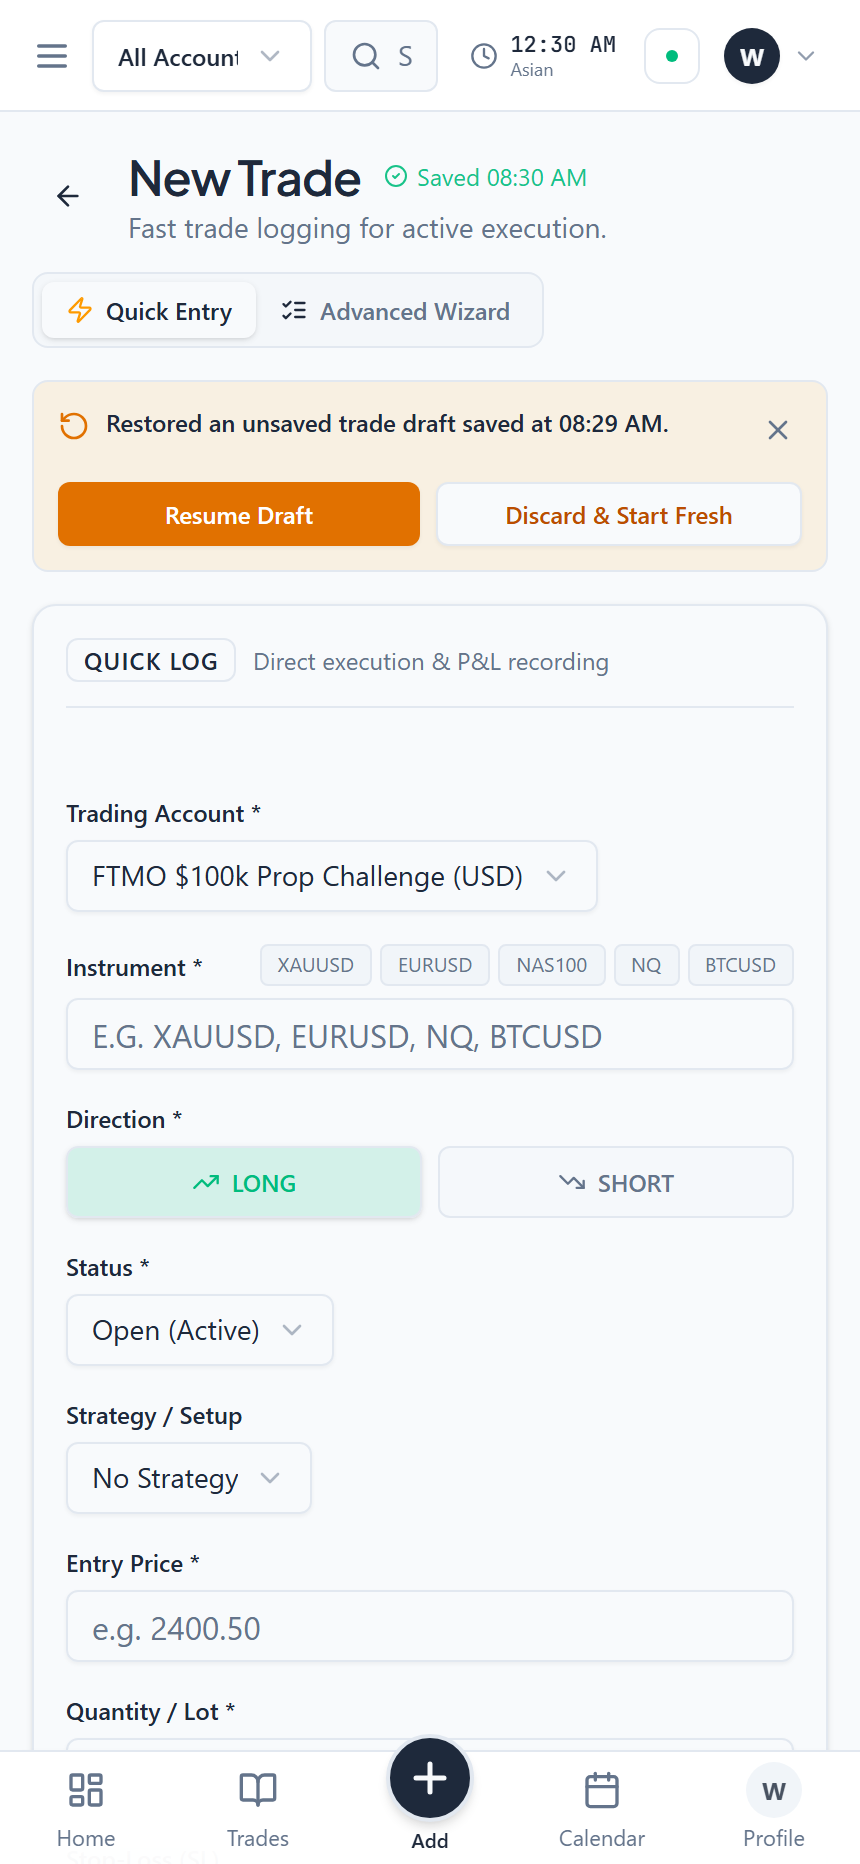 All Account
S
12:30 AM
Asian
W
New Trade
Saved 08:30 AM
Fast trade logging for active execution.
Quick Entry
Advanced Wizard
Restored an unsaved trade draft saved at 08:29 AM.
Resume Draft
Discard & Start Fresh
QUICK LOG
Direct execution & P&L recording
Trading Account *
FTMO $100k Prop Challenge (USD)
Instrument *
XAUUSD
EURUSD
NAS100
NQ
BTCUSD
E.G. XAUUSD, EURUSD, NQ, BTCUSD
Direction *
LONG
SHORT
Status *
Open (Active)
Strategy / Setup
No Strategy
Entry Price *
e.g. 2400.50
Quantity / Lot *
Home
Trades
Add
Calendar
W
Profile
Stop-Loss (SL)